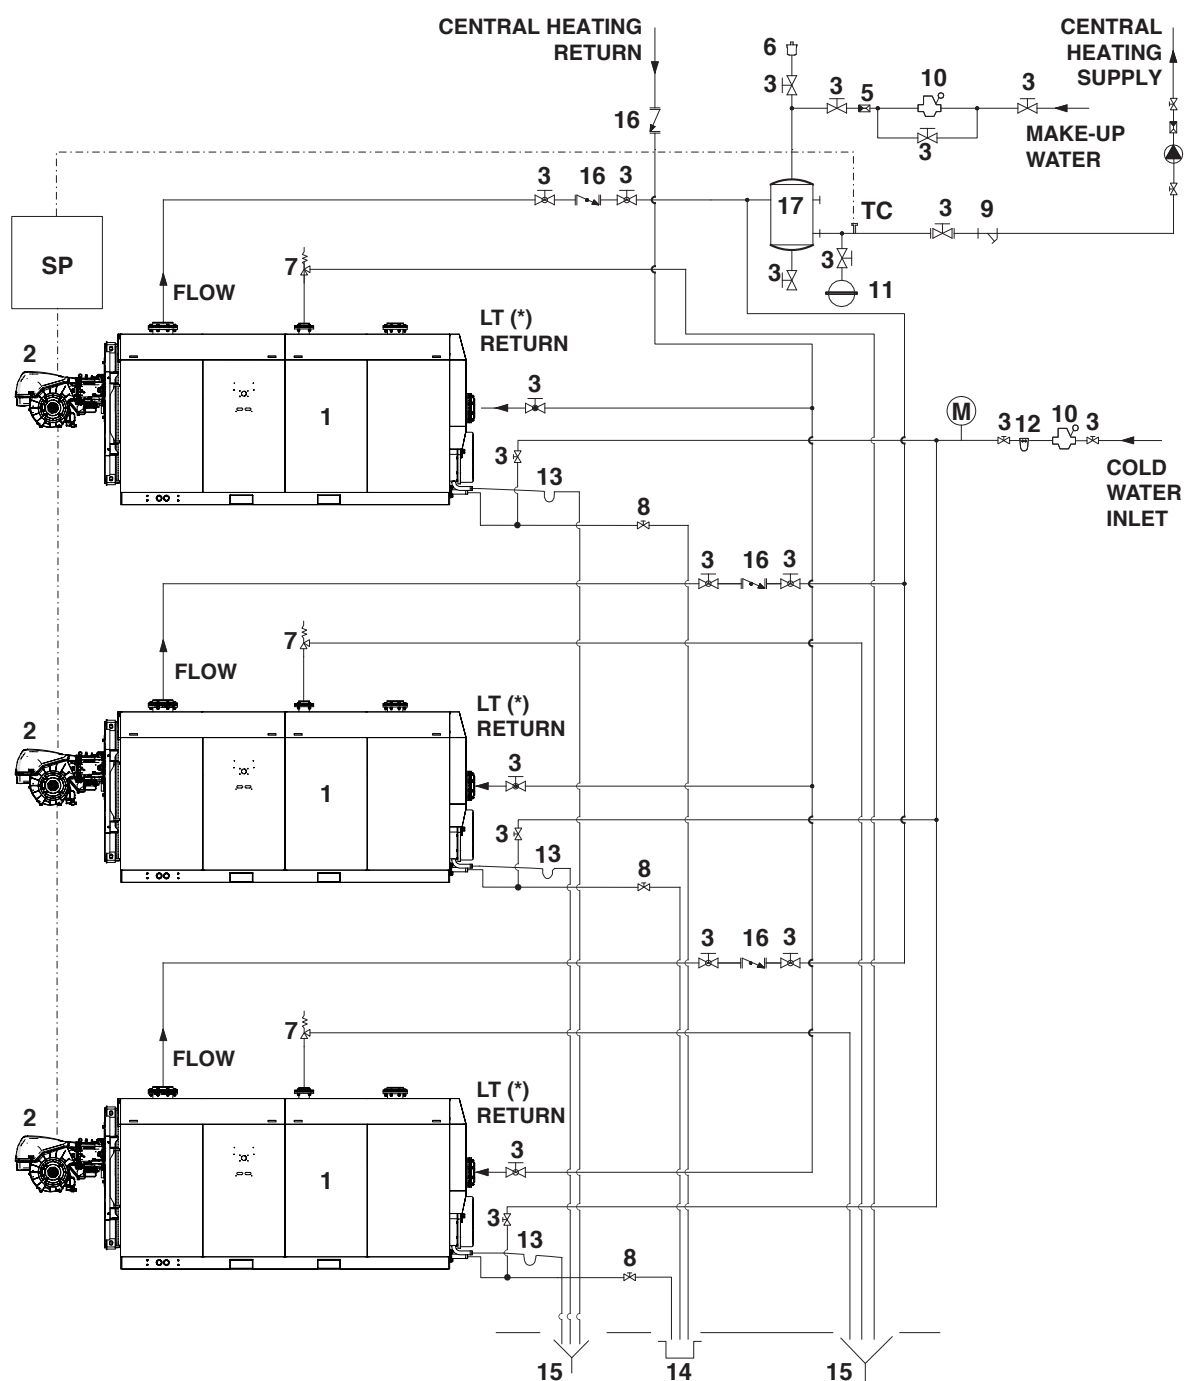 CENTRAL HEATING
RETURN
6
CENTRAL
HEATING
SUPPLY
3
3
5
10
3
16
3
MAKE-UP
WATER
3
16
3
17
TC
3
9
SP
7
3
3
11
FLOW
LT (*)
RETURN
2
3
1
M
3
12
10
3
3
13
COLD
WATER
INLET
8
3
16
3
7
FLOW
LT (*)
RETURN
2
3
1
3
13
8
3
16
3
7
FLOW
LT (*)
RETURN
2
3
1
3
13
8
15
14
15